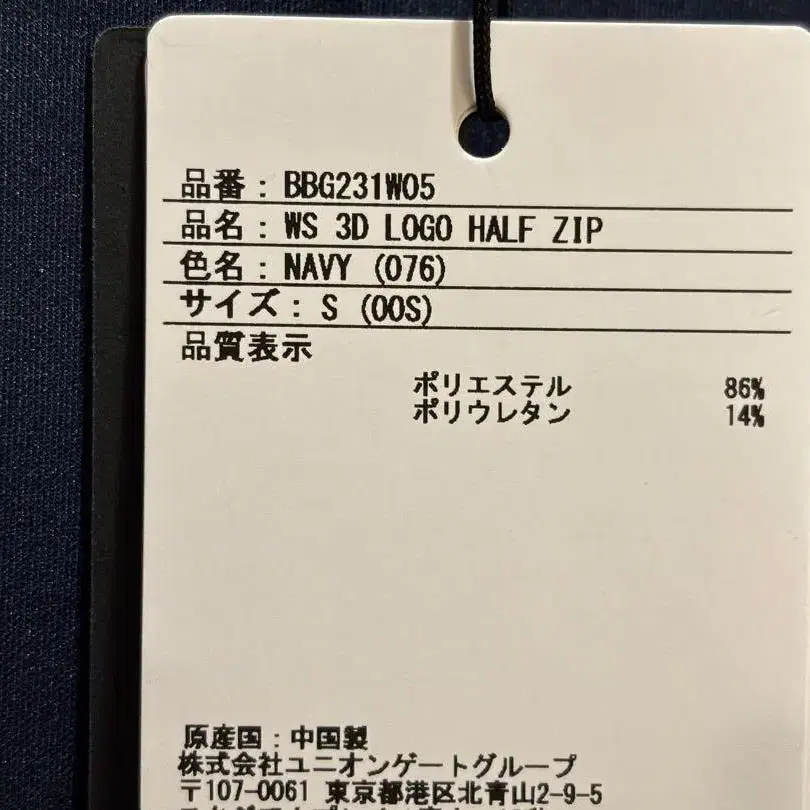 品番：BBG231W05
品名：WS 3D LOGO HALF ZIP
色名：NAVY (076)
サイズ：S (00S)
品質表示
ポリエステル 86%
ポリウレタン 14%
原産国：中国製
株式会社ユニオンゲートグループ
〒107-0061 東京都港区北青山2-9-5